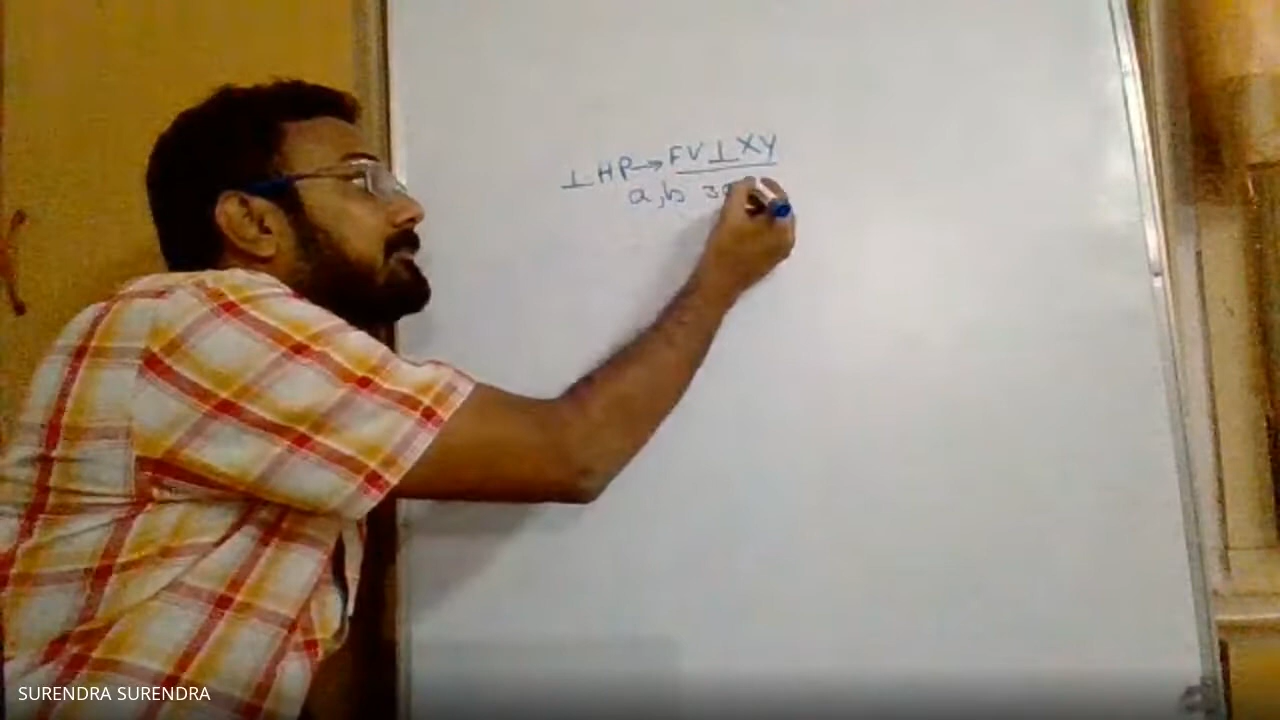 ⊥ HP → FV ⊥ XY
a, b
SURENDRA SURENDRA